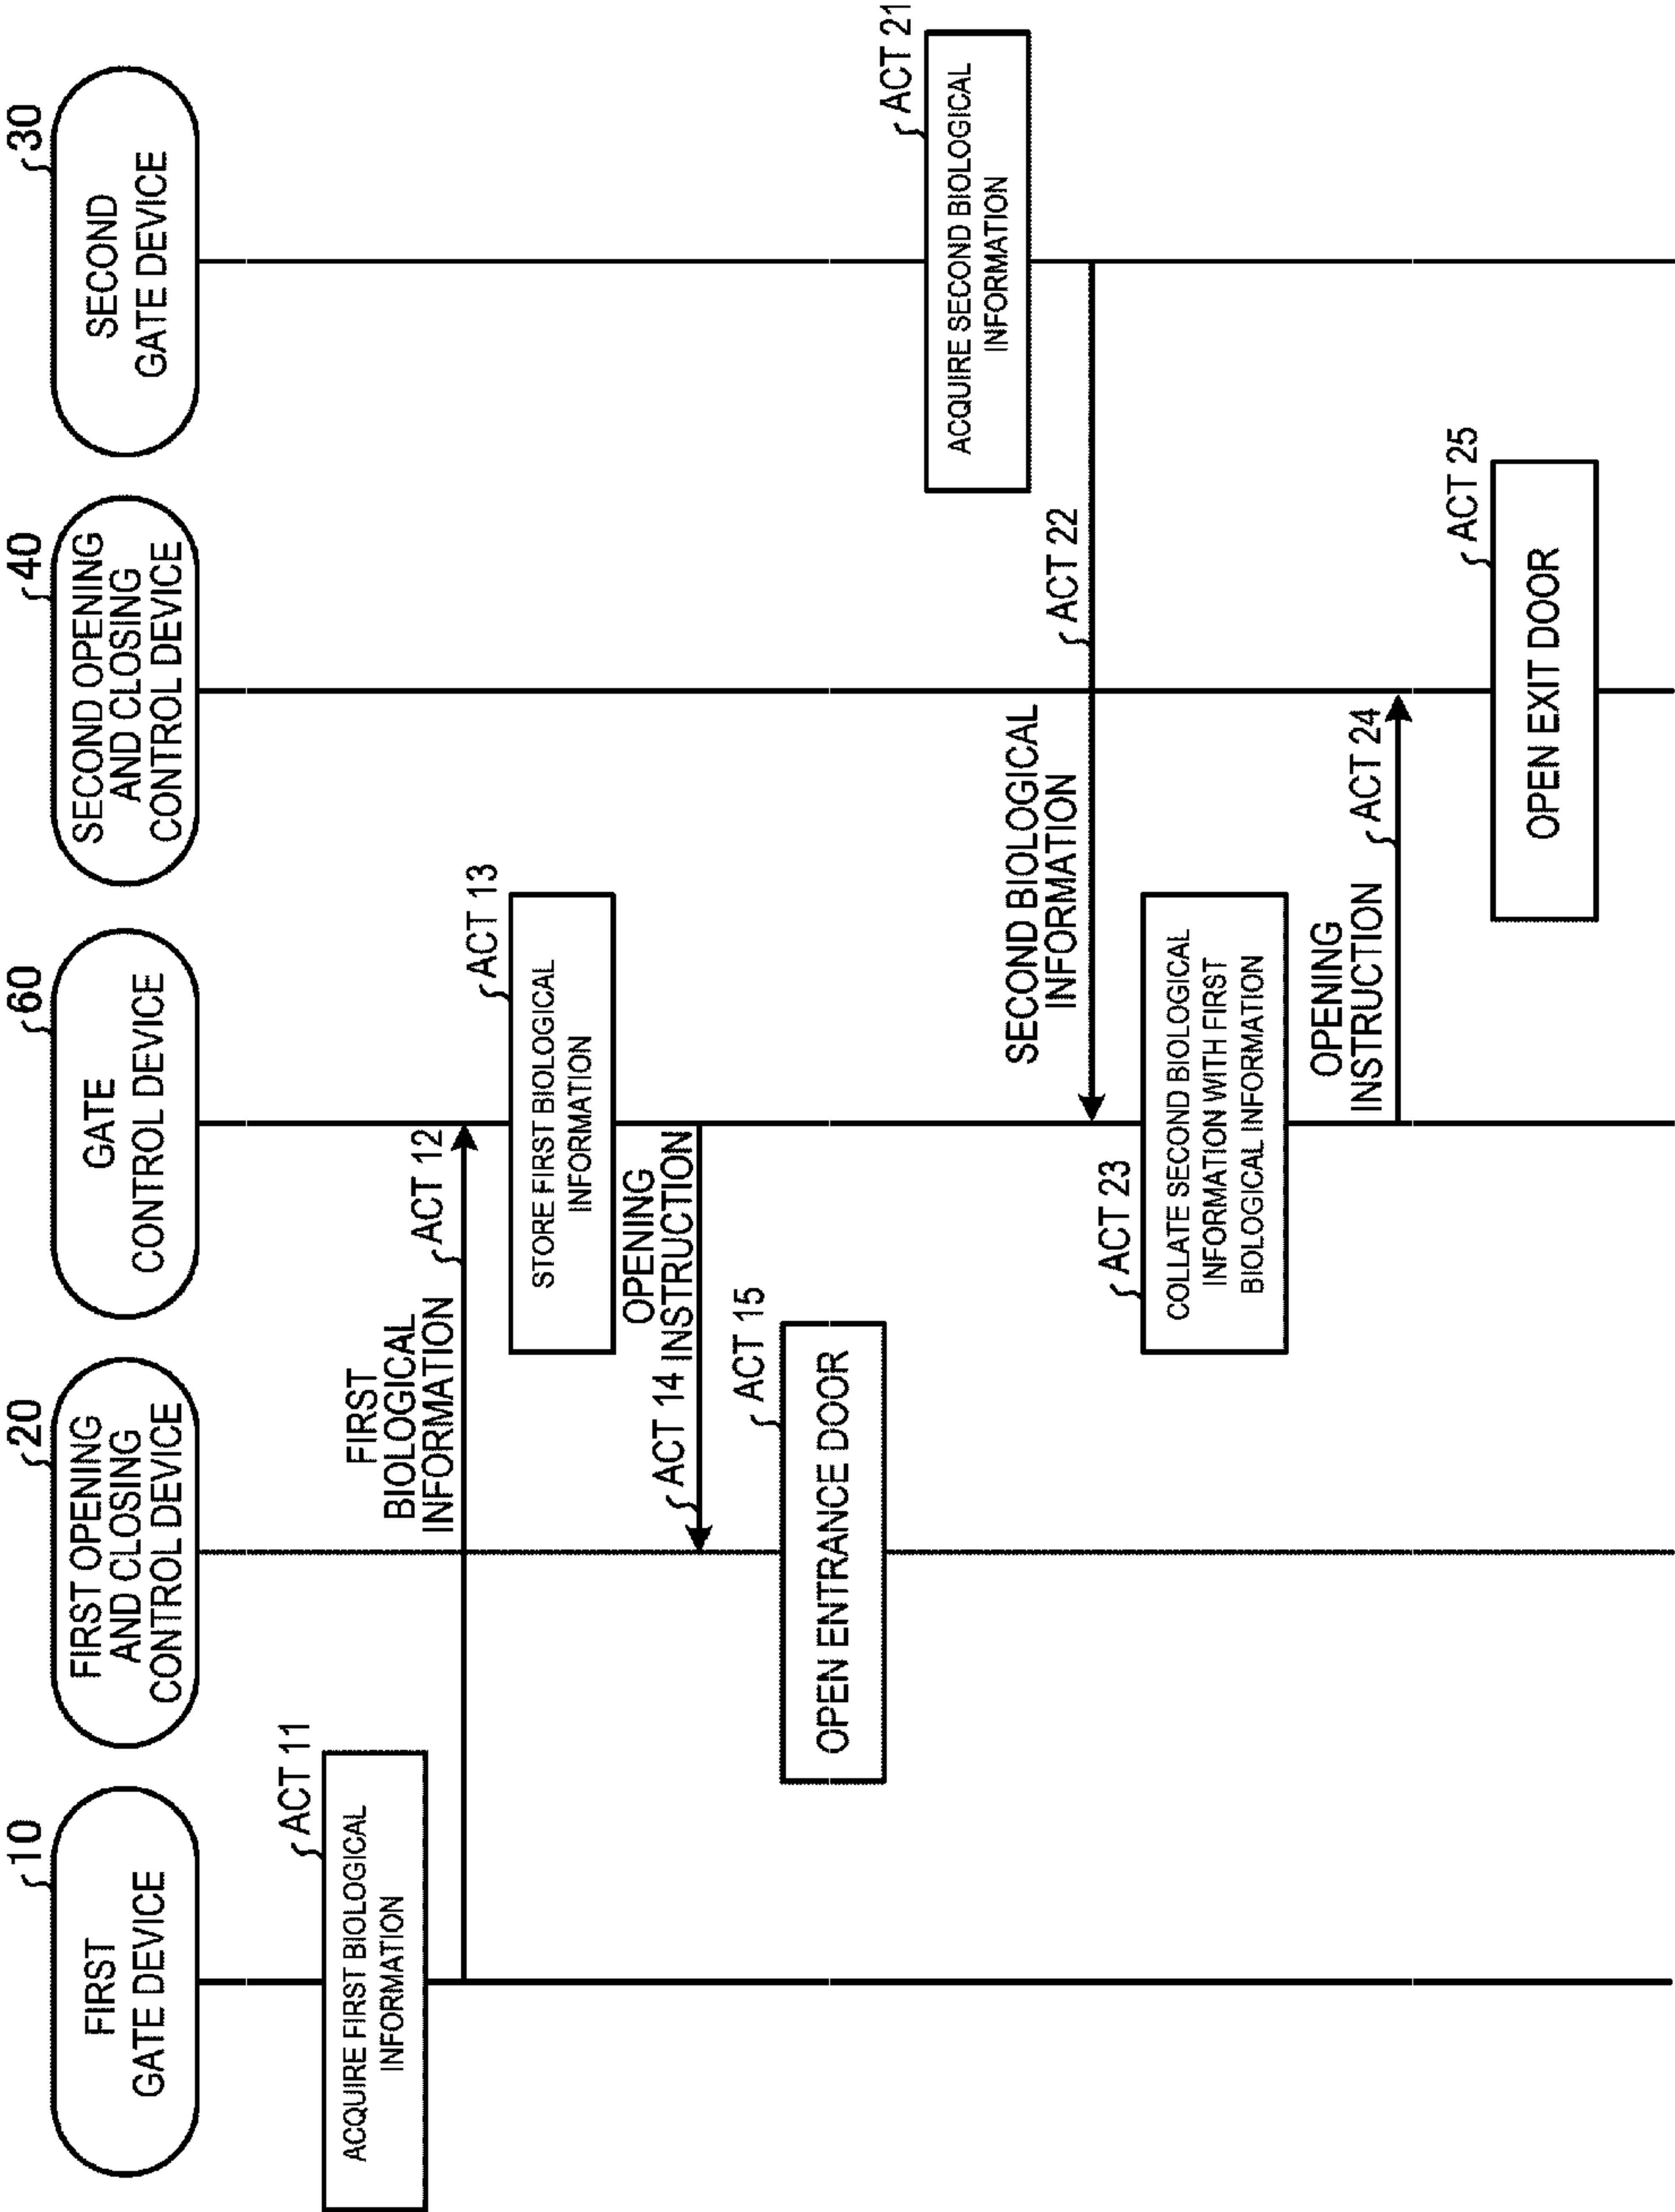 10
FIRST
GATE DEVICE
20
FIRST OPENING
AND CLOSING
CONTROL DEVICE
60
GATE
CONTROL DEVICE
40
SECOND OPENING
AND CLOSING
CONTROL DEVICE
30
SECOND
GATE DEVICE
ACT 11
ACQUIRE FIRST BIOLOGICAL
INFORMATION
FIRST
BIOLOGICAL
INFORMATION
ACT 12
ACT 13
STORE FIRST BIOLOGICAL
INFORMATION
OPENING
ACT 14 INSTRUCTION
ACT 15
OPEN ENTRANCE DOOR
ACT 21
ACQUIRE SECOND BIOLOGICAL
INFORMATION
SECOND BIOLOGICAL
INFORMATION
ACT 22
ACT 23
COLLATE SECOND BIOLOGICAL
INFORMATION WITH FIRST
BIOLOGICAL INFORMATION
OPENING
INSTRUCTION
ACT 24
ACT 25
OPEN EXIT DOOR